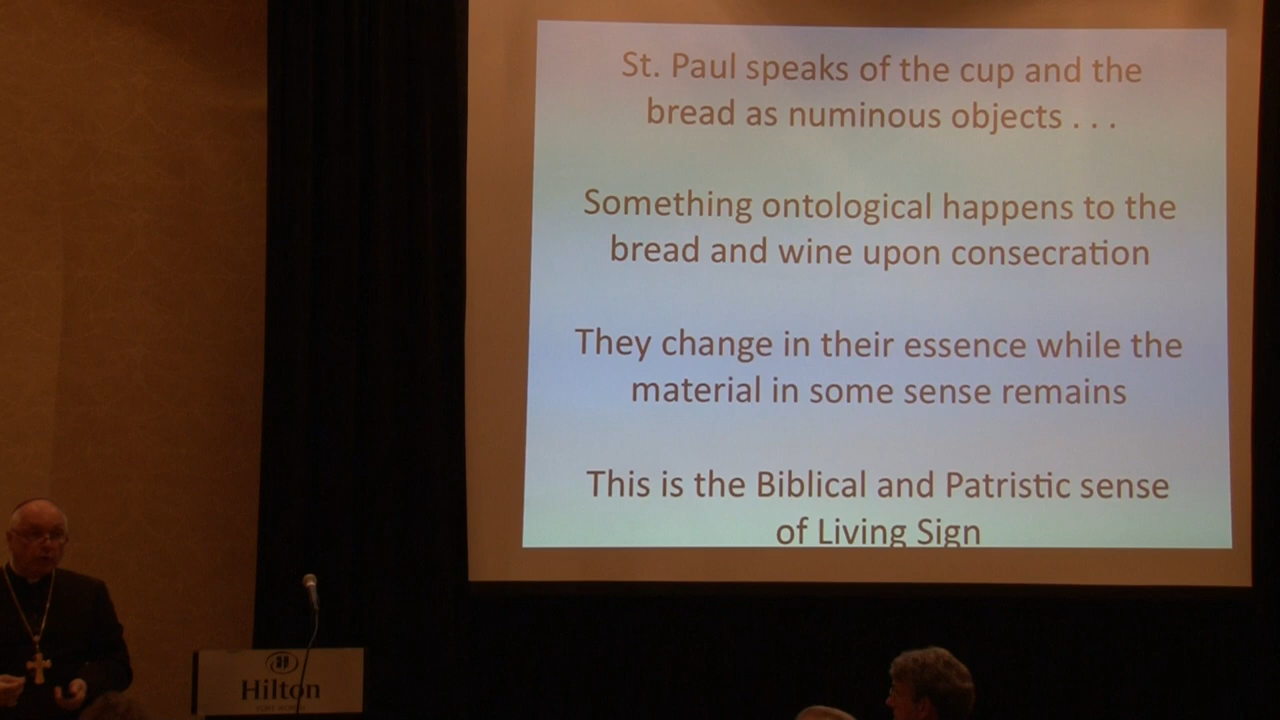 St. Paul speaks of the cup and the
bread as numinous objects . . .
Something ontological happens to the
bread and wine upon consecration
They change in their essence while the
material in some sense remains
This is the Biblical and Patristic sense
of Living Sign
Hilton